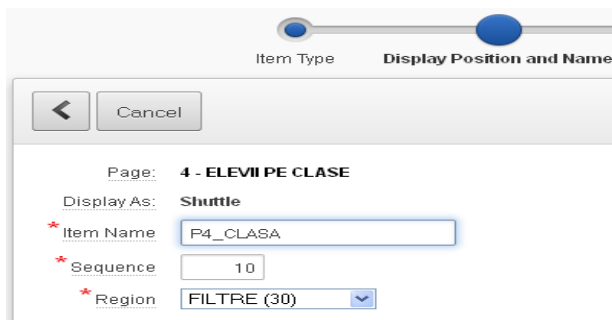 Item Type Display Position and Name
Cancel
Page: 4 - ELEVII PE CLASE
Display As: Shuttle
* Item Name P4_CLASA
* Sequence 10
* Region FILTRE (30)